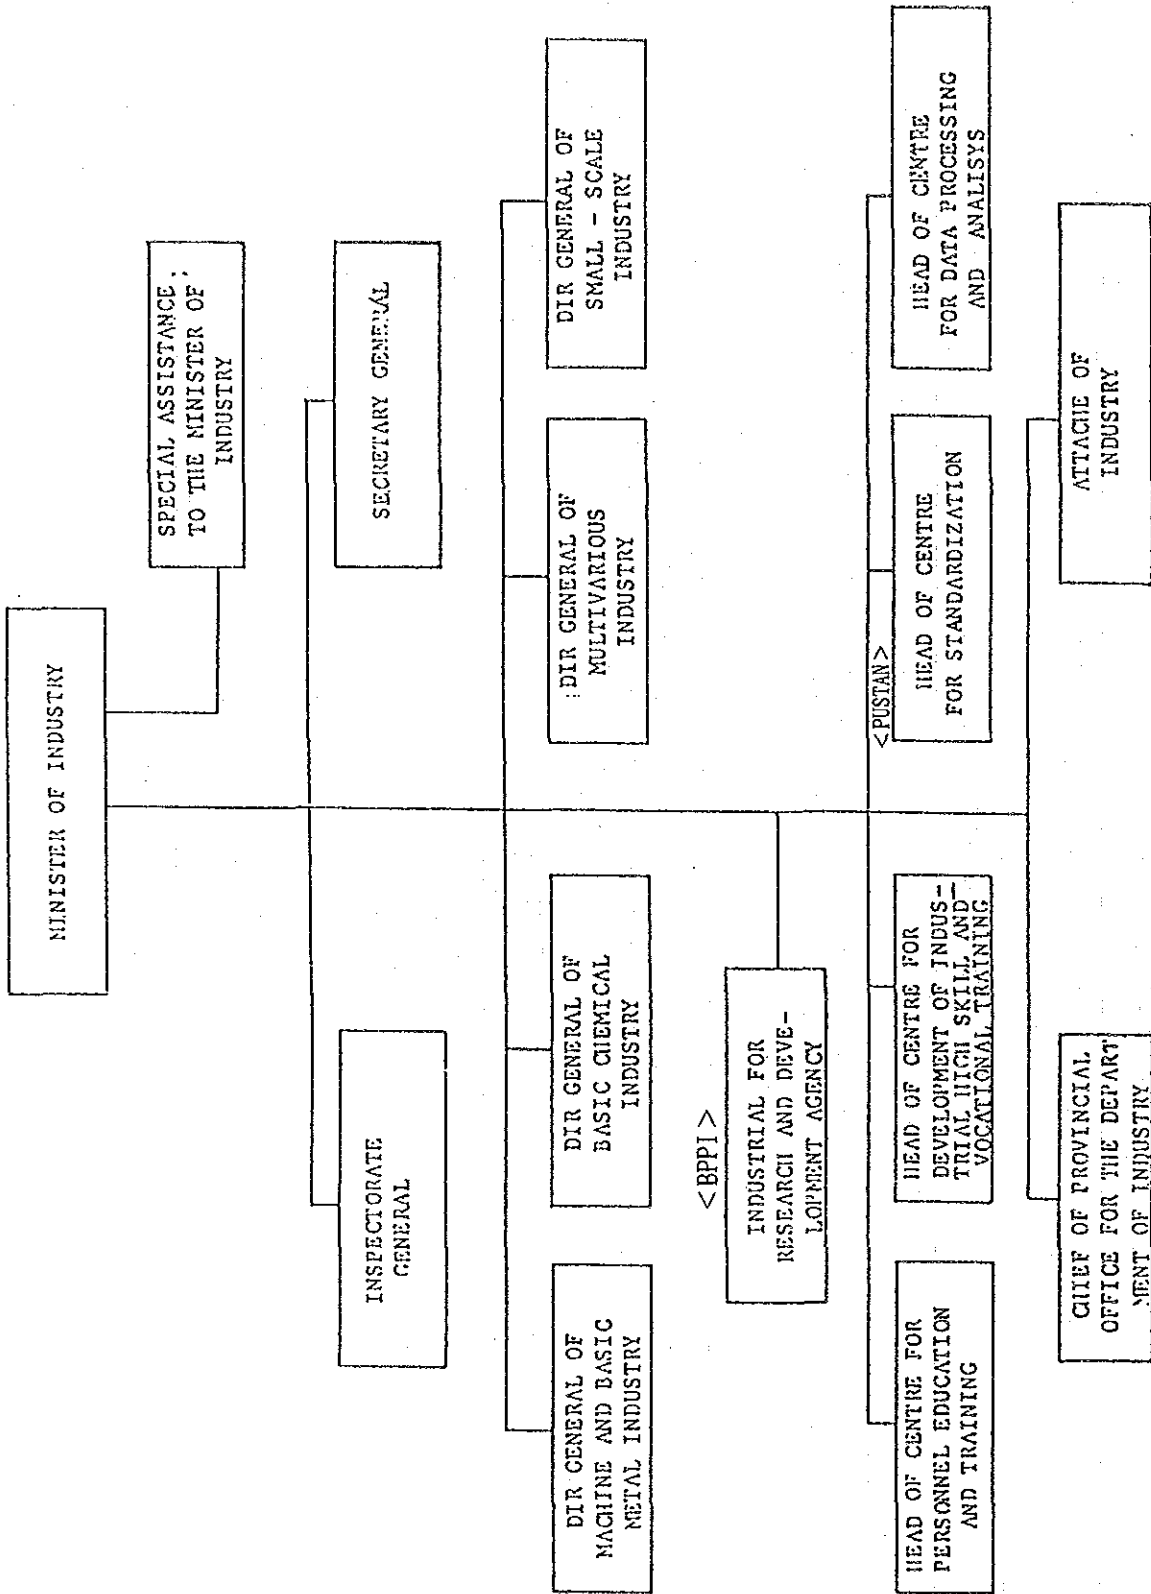 MINISTER OF INDUSTRY
SPECIAL ASSISTANCE
TO THE MINISTER OF
INDUSTRY
INSPECTORATE
GENERAL
SECRETARY GENERAL
DIR GENERAL OF
MACHINE AND BASIC
METAL INDUSTRY
DIR GENERAL OF
BASIC CHEMICAL
INDUSTRY
DIR GENERAL OF
MULTIVARIOUS
INDUSTRY
DIR GENERAL OF
SMALL - SCALE
INDUSTRY
<BPPI>
INDUSTRIAL FOR
RESEARCH AND DEVE-
LOPMENT AGENCY
HEAD OF CENTRE FOR
PERSONNEL EDUCATION
AND TRAINING
HEAD OF CENTRE FOR
DEVELOPMENT OF INDUS-
TRIAL HIGH SKILL AND
VOCATIONAL TRAINING
<PUSTAN>
HEAD OF CENTRE
FOR STANDARDIZATION
HEAD OF CENTRE
FOR DATA PROCESSING
AND ANALISYS
CHIEF OF PROVINCIAL
OFFICE FOR THE DEPART
MENT OF INDUSTRY
ATTACHE OF
INDUSTRY